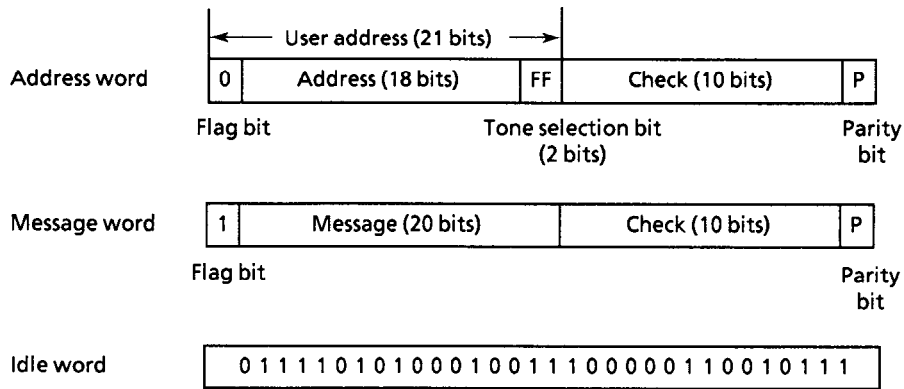 User address (21 bits)
Address word
0 Address (18 bits) FF Check (10 bits) P
Flag bit Tone selection bit Parity
(2 bits) bit
Message word
1 Message (20 bits) Check (10 bits) P
Flag bit Parity
bit
Idle word
0 1 1 1 1 0 1 0 1 0 0 0 1 0 0 1 1 1 0 0 0 0 0 1 1 0 0 1 0 1 1 1